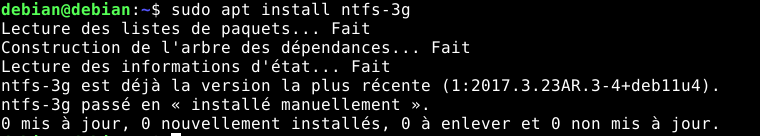 debian@debian:~$ sudo apt install ntfs-3g
Lecture des listes de paquets... Fait
Construction de l'arbre des dépendances... Fait
Lecture des informations d'état... Fait
ntfs-3g est déjà la version la plus récente (1:2017.3.23AR.3-4+deb11u4).
ntfs-3g passé en « installé manuellement ».
0 mis à jour, 0 nouvellement installés, 0 à enlever et 0 non mis à jour.